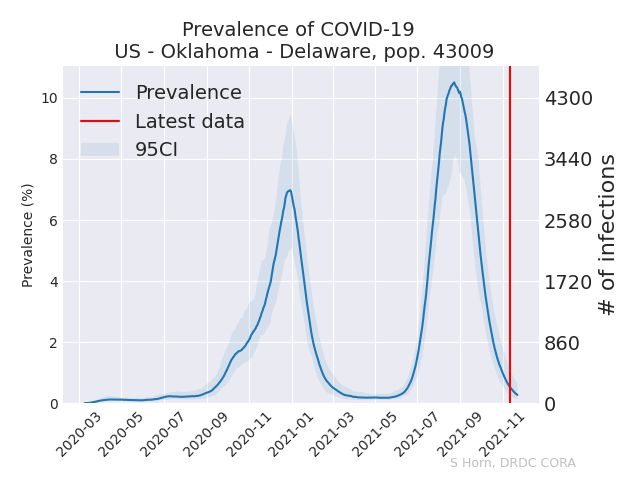 Prevalence of COVID-19
US - Oklahoma - Delaware, pop. 43009
Prevalence
Latest data
95CI
10
8
6
4
2
0
Prevalence (%)
4300
3440
2580
1720
860
0
# of infections
2020-03
2020-05
2020-07
2020-09
2020-11
2021-01
2021-03
2021-05
2021-07
2021-09
2021-11
S Horn, DRDC CORA